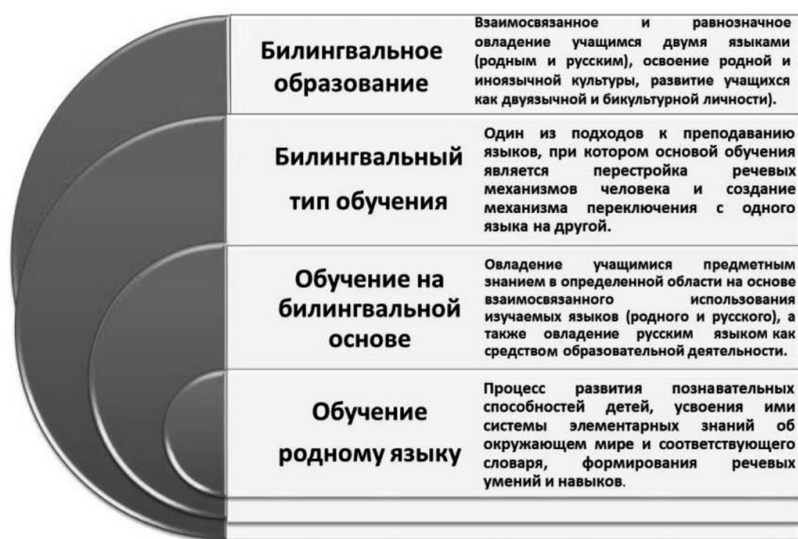 Билингвальное
образование
Взаимосвязанное и равнозначное
овладение учащимся двумя языками
(родным и русским), освоение родной и
иноязычной культуры, развитие учащихся
как двуязычной и бикультурной личности).
Билингвальный
тип обучения
Один из подходов к преподаванию
языков, при котором основой обучения
является перестройка речевых
механизмов человека и создание
механизма переключения с одного
языка на другой.
Обучение на
билингвальной
основе
Овладение учащимися предметным
знанием в определенной области на основе
взаимосвязанного использования
изучаемых языков (родного и русского), а
также овладение русским языком как
средством образовательной деятельности.
Обучение
родному языку
Процесс развития познавательных
способностей детей, усвоения ими
системы элементарных знаний об
окружающем мире и соответствующего
словаря, формирования речевых
умений и навыков.